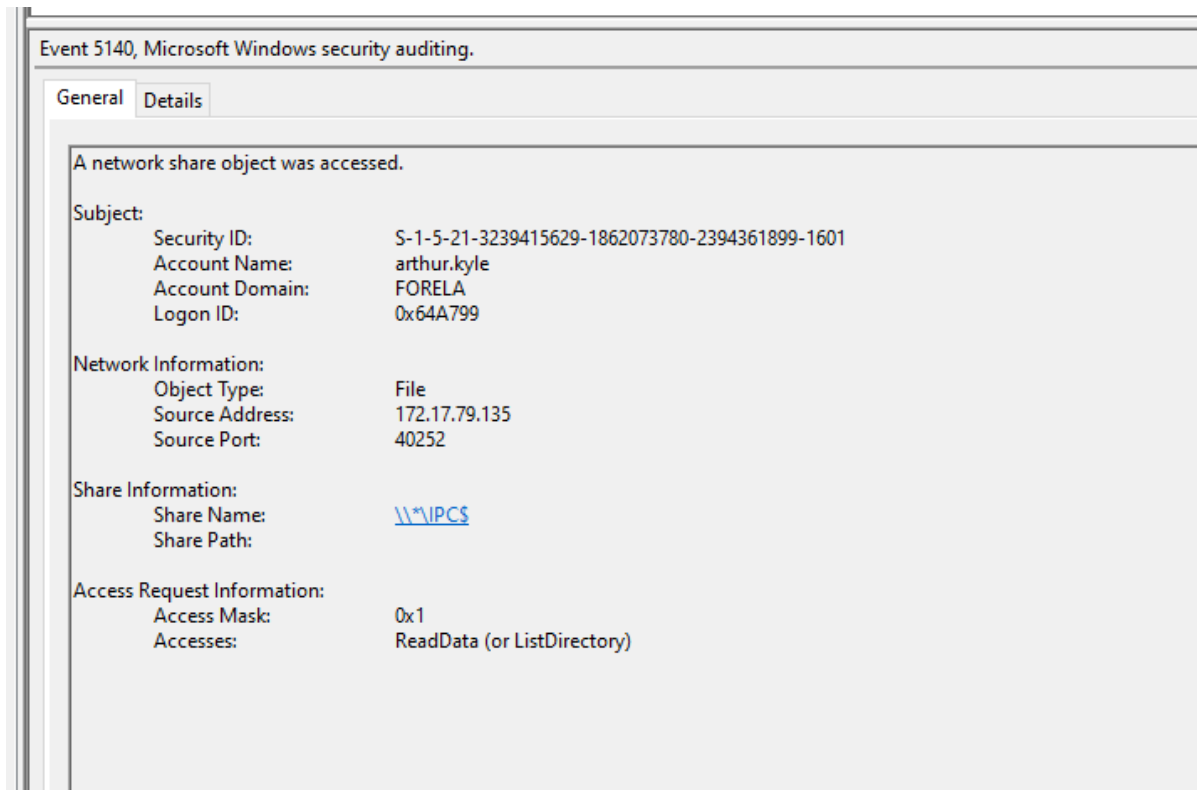 Event 5140, Microsoft Windows security auditing.
General Details
A network share object was accessed.
Subject:
Security ID: S-1-5-21-3239415629-1862073780-2394361899-1601
Account Name: arthur.kyle
Account Domain: FORELA
Logon ID: 0x64A799
Network Information:
Object Type: File
Source Address: 172.17.79.135
Source Port: 40252
Share Information:
Share Name: \\*\IPC$
Share Path:
Access Request Information:
Access Mask: 0x1
Accesses: ReadData (or ListDirectory)